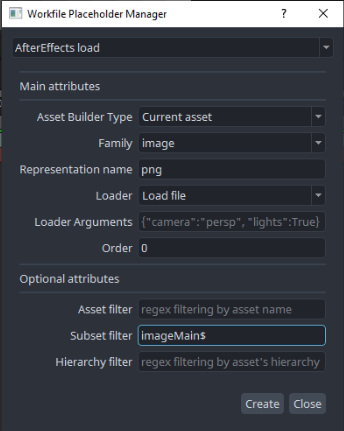 Workfile Placeholder Manager
AfterEffects load
Main attributes
Asset Builder Type Current asset
Family image
Representation name png
Loader Load file
Loader Arguments {"camera":"persp", "lights":True}
Order 0
Optional attributes
Asset filter regex filtering by asset name
Subset filter imageMain$
Hierarchy filter regex filtering by asset's hierarchy
Create Close